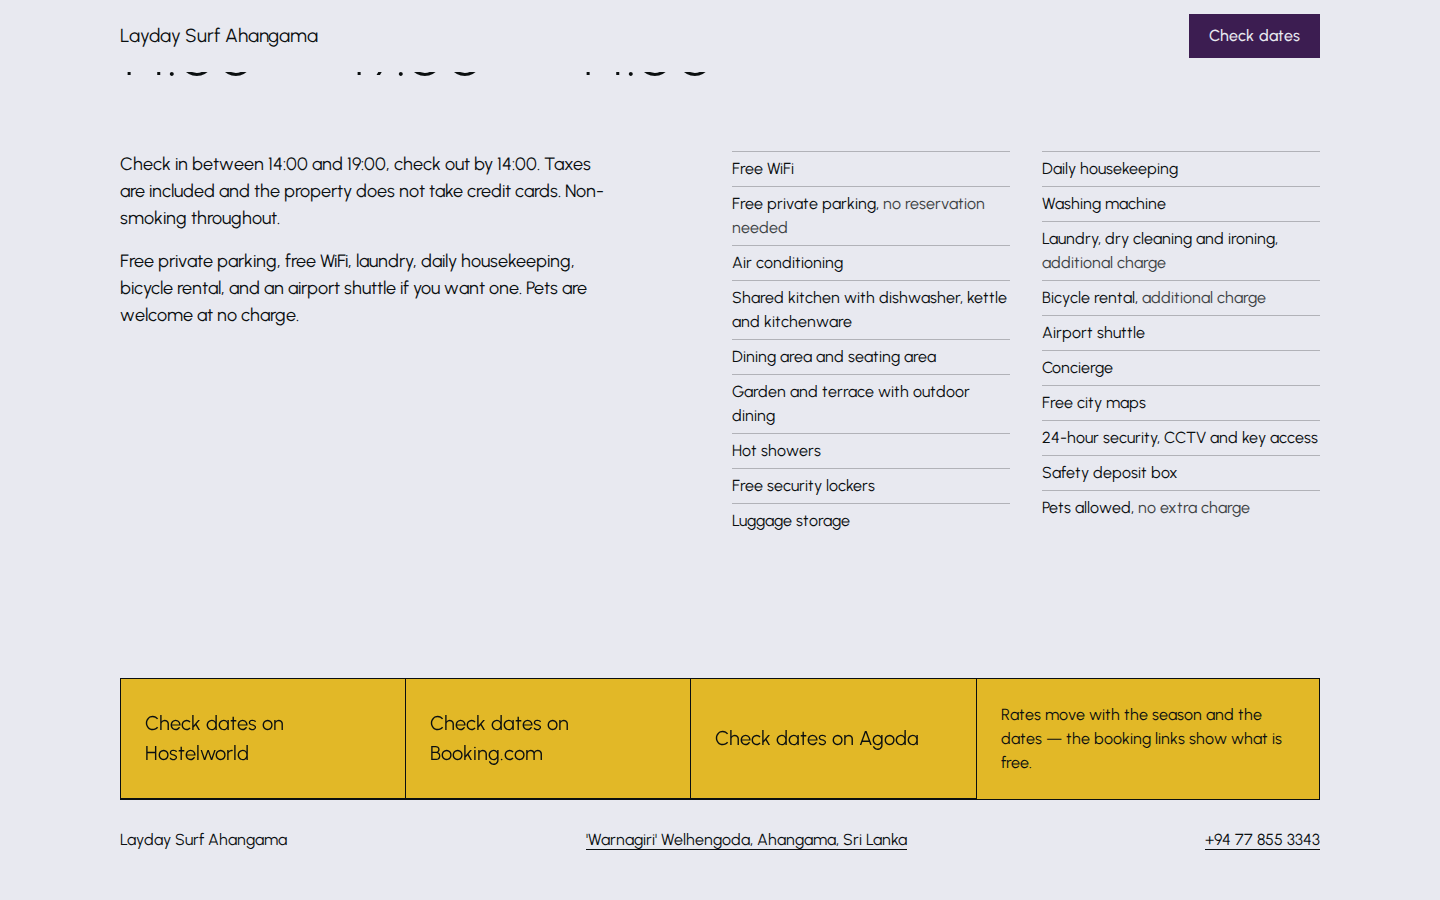 Layday Surf Ahangama
Check dates
Check in between 14:00 and 19:00, check out by 14:00. Taxes
are included and the property does not take credit cards. Non-
smoking throughout.
Free private parking, free WiFi, laundry, daily housekeeping,
bicycle rental, and an airport shuttle if you want one. Pets are
welcome at no charge.
Free WiFi
Free private parking, no reservation
needed
Air conditioning
Shared kitchen with dishwasher, kettle
and kitchenware
Dining area and seating area
Garden and terrace with outdoor
dining
Hot showers
Free security lockers
Luggage storage
Daily housekeeping
Washing machine
Laundry, dry cleaning and ironing,
additional charge
Bicycle rental, additional charge
Airport shuttle
Concierge
Free city maps
24-hour security, CCTV and key access
Safety deposit box
Pets allowed, no extra charge
Check dates on
Hostelworld
Check dates on
Booking.com
Check dates on Agoda
Rates move with the season and the
dates — the booking links show what is
free.
Layday Surf Ahangama
'Warnagiri' Welhengoda, Ahangama, Sri Lanka
+94 77 855 3343